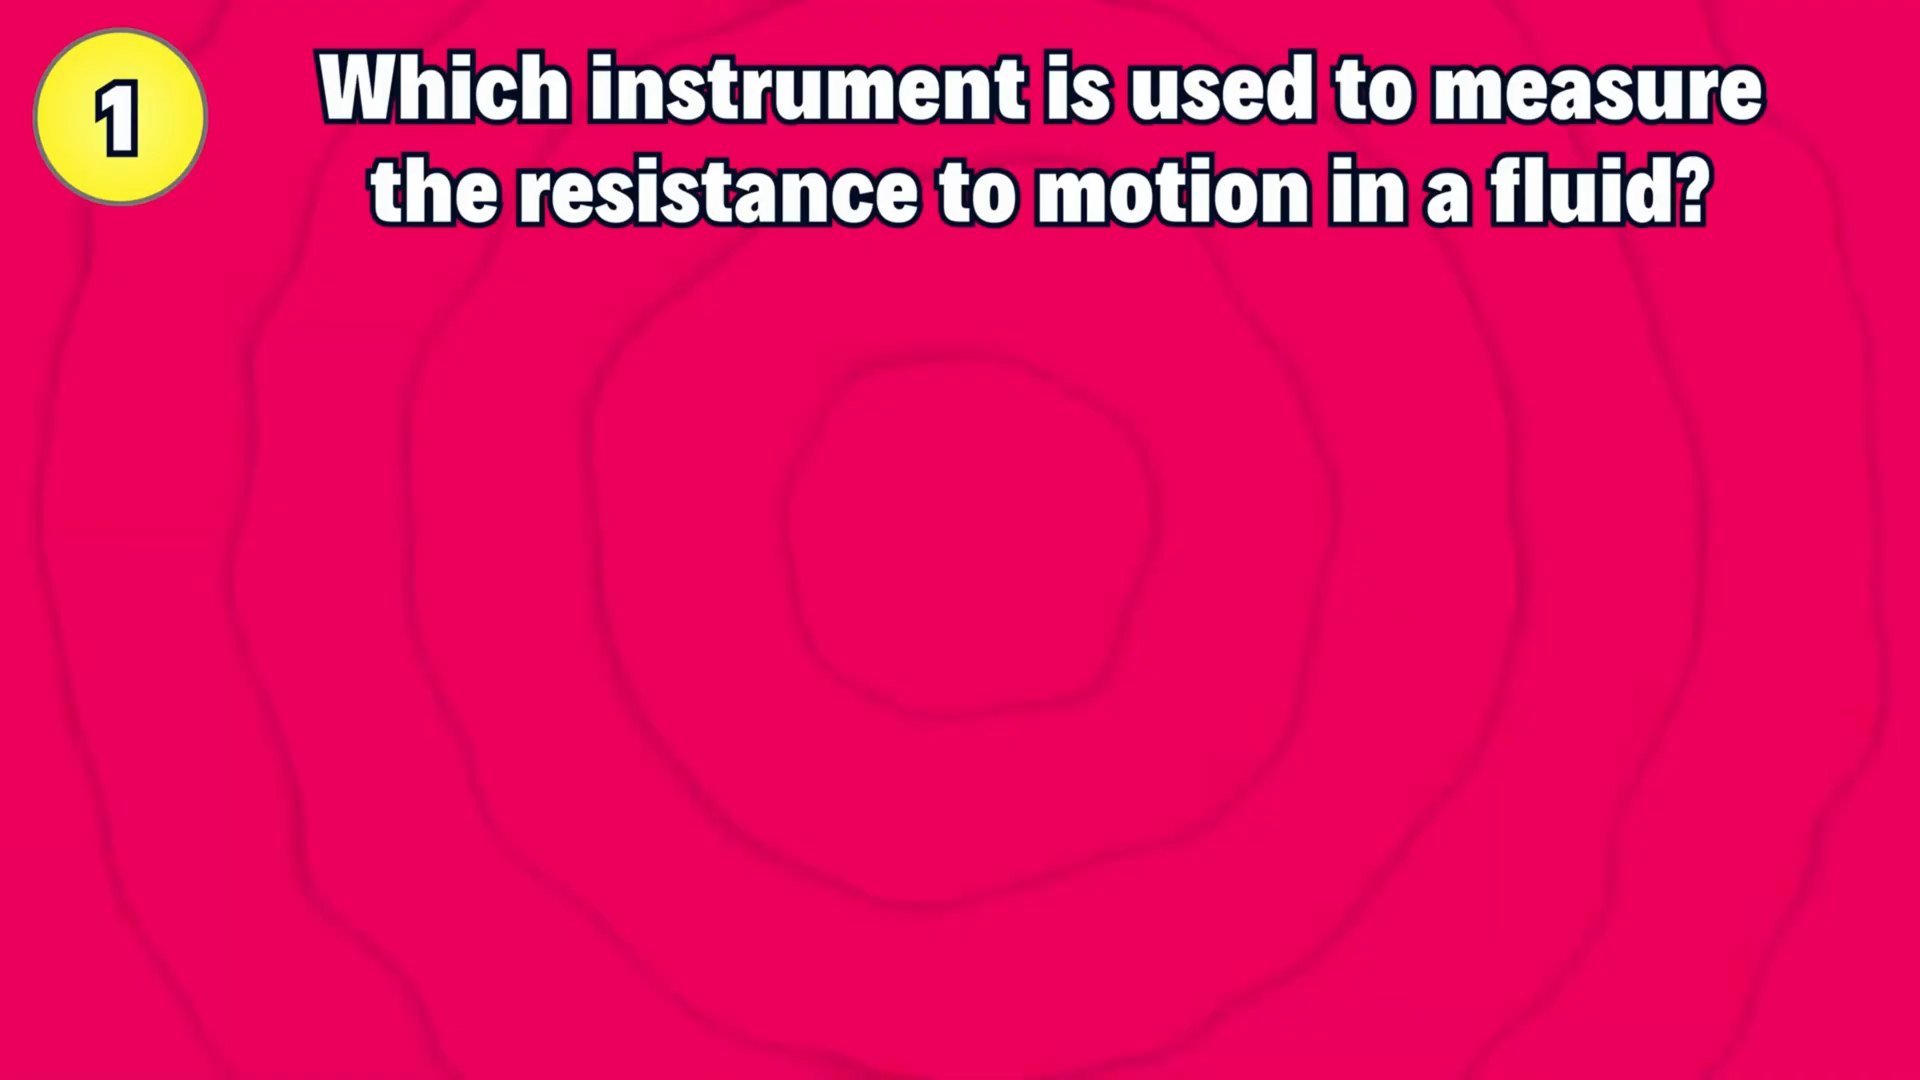 1
Which instrument is used to measure
the resistance to motion in a fluid?